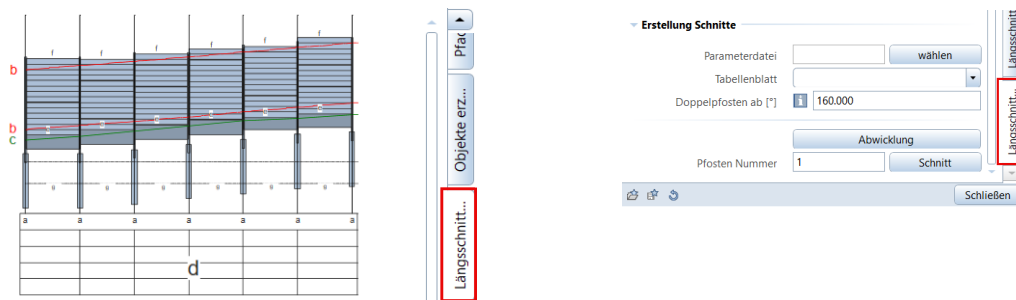 f f f f f f
b
b
c
g g g g g g
e e e e e e
a a a a a a a
d
Pfad
Objekte erz...
Längsschnitt...
Erstellung Schnitte
Parameterdatei wählen
Tabellenblatt
Doppelpfosten ab [°] 160.000
Abwicklung
Pfosten Nummer 1 Schnitt
Schließen
Längsschnitt
Längsschnitt...